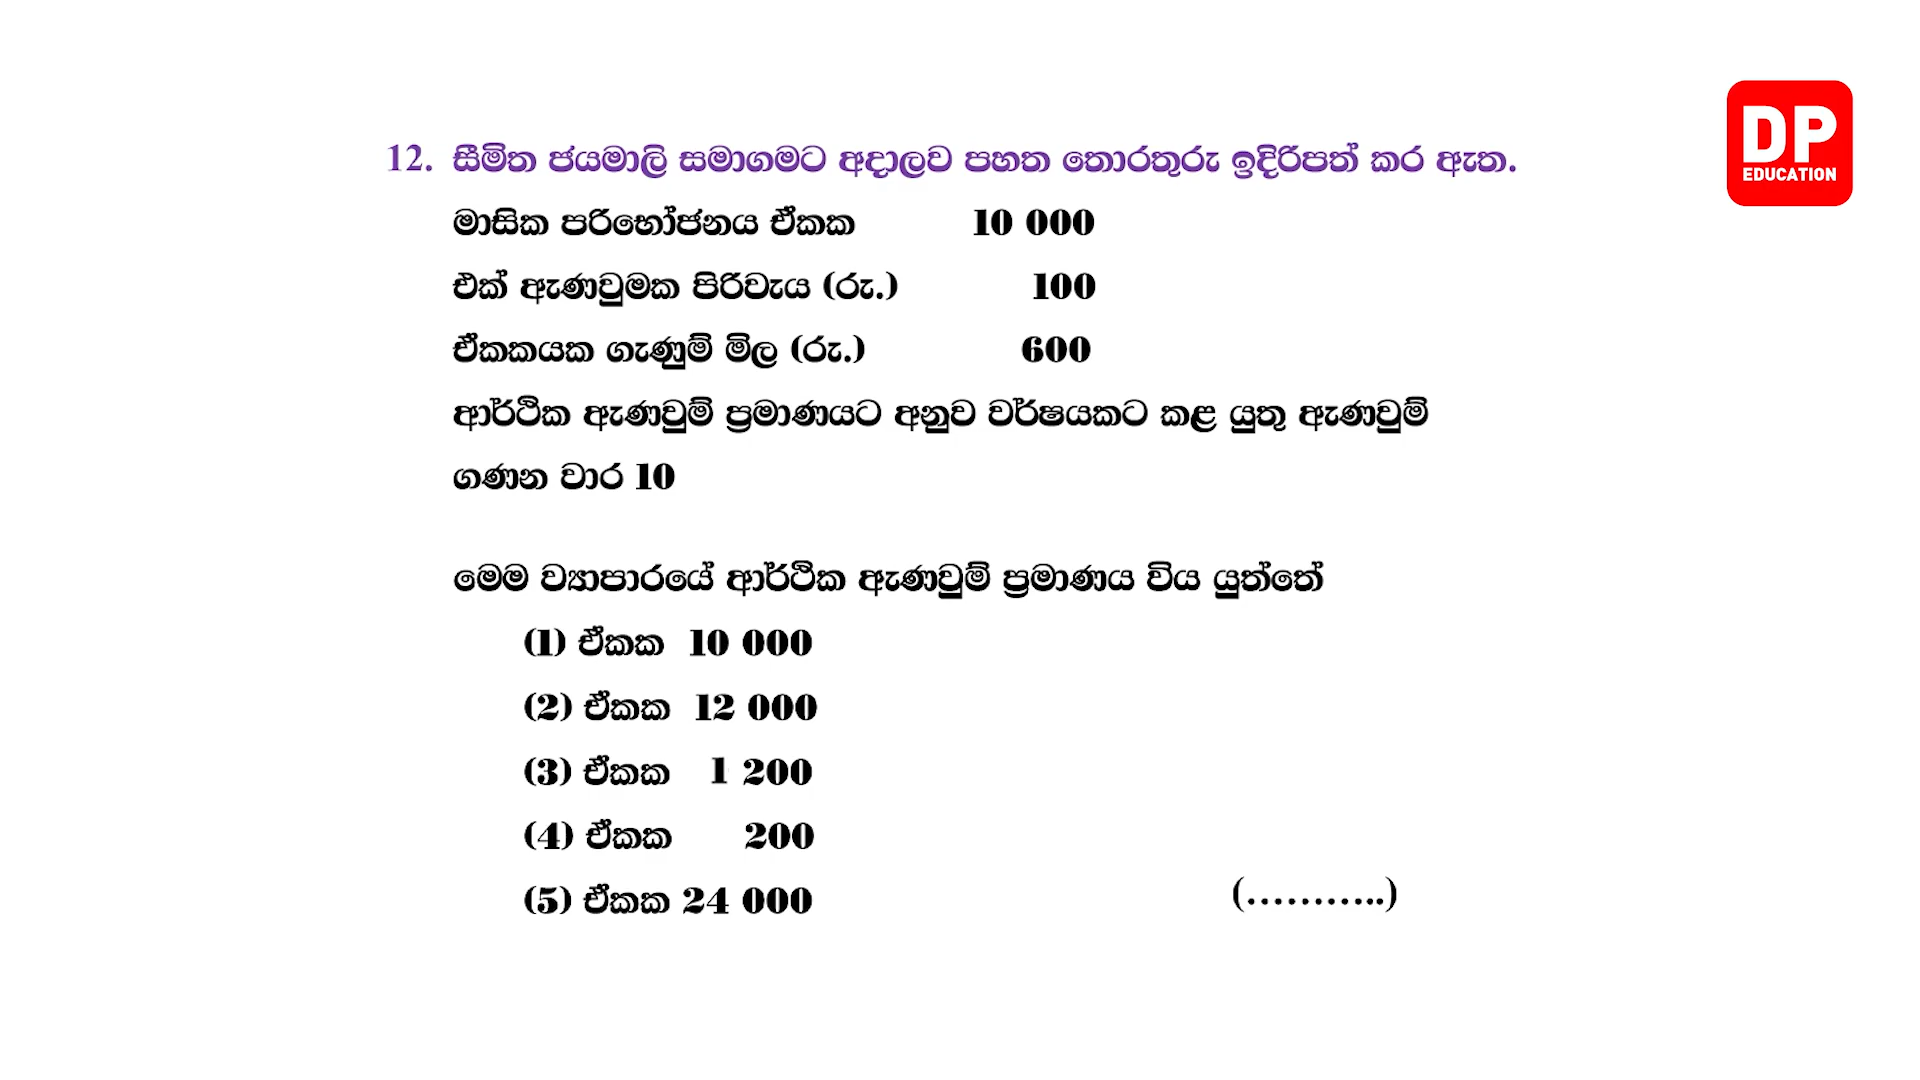 DP
EDUCATION
12. සීමිත ජයමාලි සමාගමට අදාලව පහත තොරතුරු ඉදිරිපත් කර ඇත.
මාසික පරිභෝජනය ඒකක 10 000
එක් ඇණවුමක පිරිවැය (රු.) 100
ඒකකයක ගැණුම් මිල (රු.) 600
ආර්ථික ඇණවුම් ප්‍රමාණයට අනුව වර්ෂයකට කළ යුතු ඇණවුම්
ගණන වාර 10
මෙම ව්‍යාපාරයේ ආර්ථික ඇණවුම් ප්‍රමාණය විය යුත්තේ
(1) ඒකක 10 000
(2) ඒකක 12 000
(3) ඒකක 1 200
(4) ඒකක 200
(5) ඒකක 24 000 (………...)